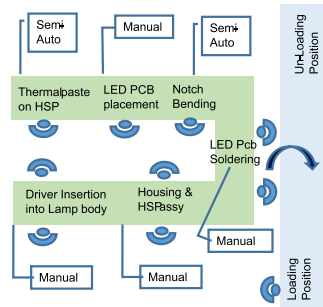 Semi-
Auto
Manual
Semi-
Auto
Un-Loading
Position
Thermalpaste
on HSP
LED PCB
placement
Notch
Bending
LED Pcb
Soldering
Driver Insertion
into Lamp body
Housing &
HSP assy
Manual
Loading
Position
Manual
Manual